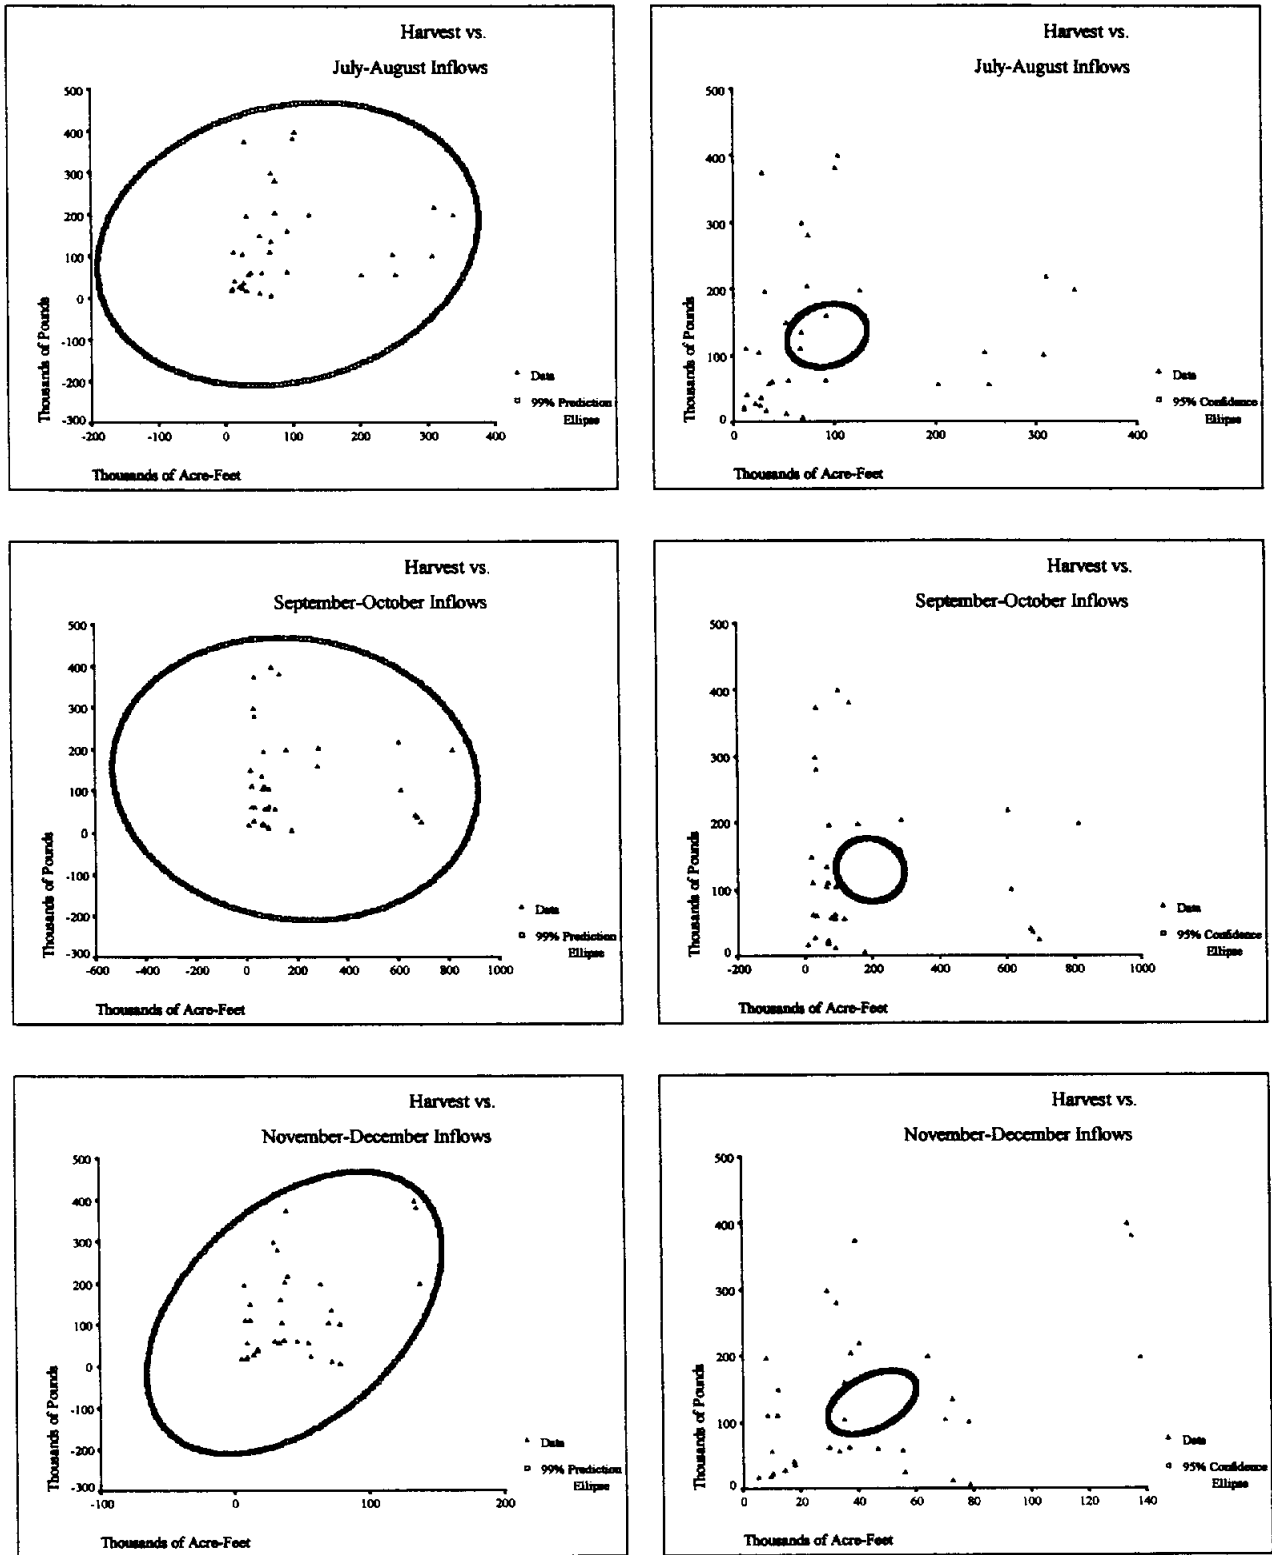 Harvest vs.
July-August Inflows
500
400
300
200
100
0
-100
-200
-300
Thousands of Pounds
-200
-100
0
100
200
300
400
Thousands of Acre-Feet
Data
99% Prediction
Ellipse
Harvest vs.
July-August Inflows
500
400
300
200
100
0
Thousands of Pounds
0
100
200
300
400
Thousands of Acre-Feet
Data
95% Confidence
Ellipse
Harvest vs.
September-October Inflows
500
400
300
200
100
0
-100
-200
-300
Thousands of Pounds
-600
-400
-200
0
200
400
600
800
1000
Thousands of Acre-Feet
Data
99% Prediction
Ellipse
Harvest vs.
September-October Inflows
500
400
300
200
100
0
Thousands of Pounds
-200
0
200
400
600
800
1000
Thousands of Acre-Feet
Data
95% Confidence
Ellipse
Harvest vs.
November-December Inflows
500
400
300
200
100
0
-100
-200
-300
Thousands of Pounds
-100
0
100
200
Thousands of Acre-Feet
Data
99% Prediction
Ellipse
Harvest vs.
November-December Inflows
500
400
300
200
100
0
Thousands of Pounds
0
20
40
60
80
100
120
140
Thousands of Acre-Feet
Data
95% Confidence
Ellipse